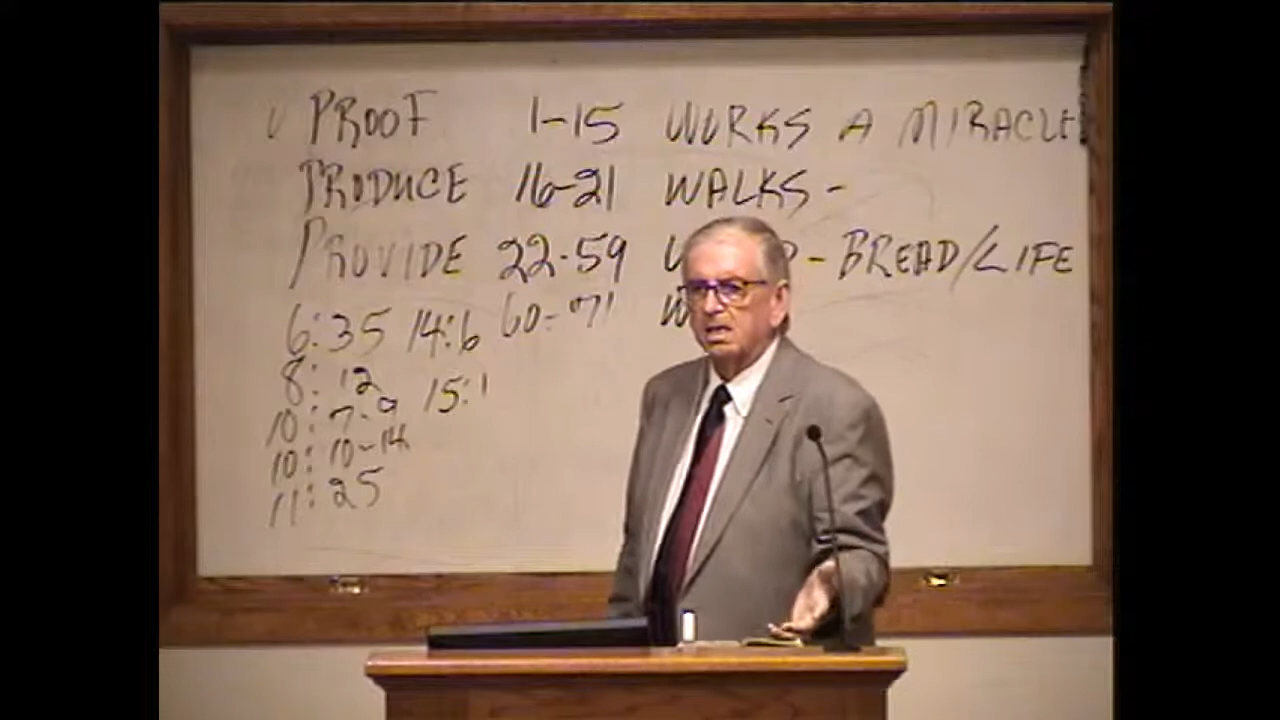 PROOF 1-15 WORKS A MIRACLE
PRODUCE 16-21 WALKS -
PROVIDE 22-59 - BREAD/LIFE
6:35 14:6 60-71
8:12
10:7-9 15:1
10:10-14
11:25